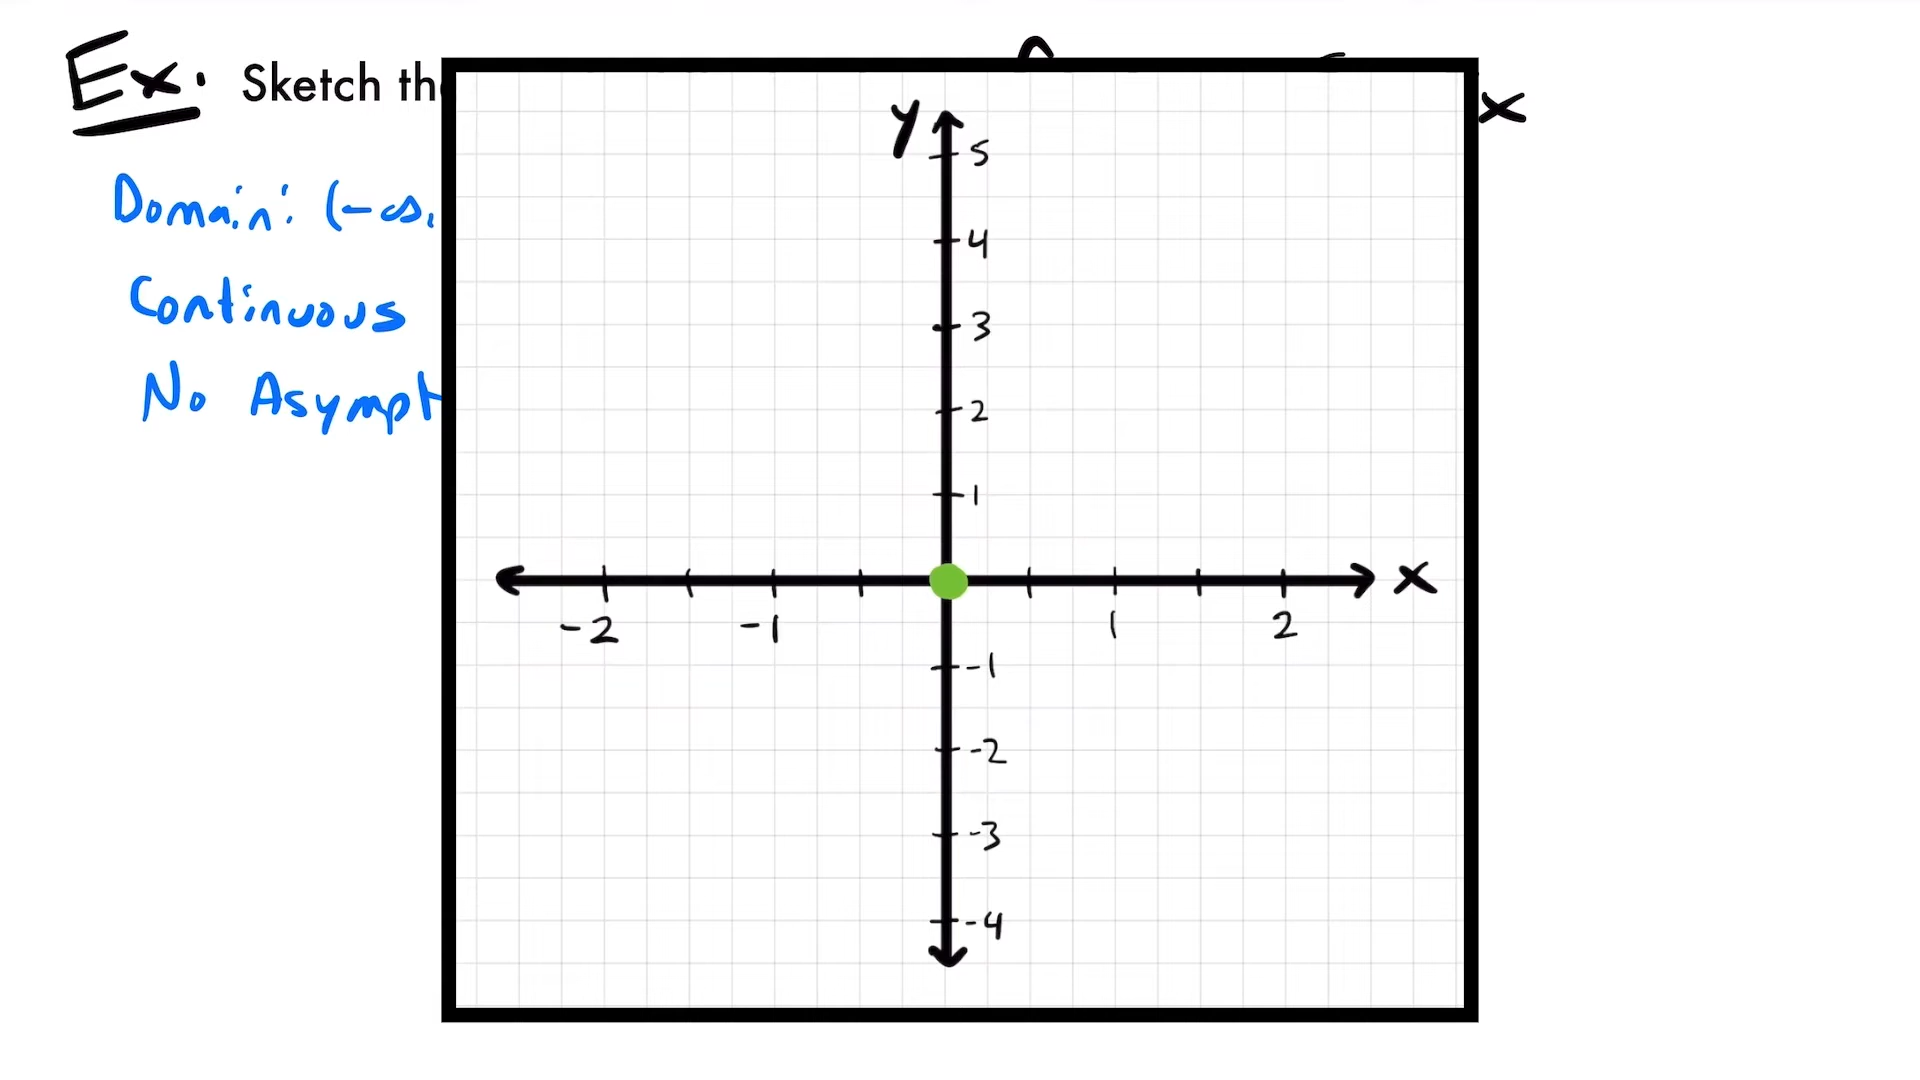 Ex: Sketch the
x
Domain: (-∞,
Continuous
No Asympt
y
5
4
3
2
1
x
-2 -1 1 2
-1
-2
-3
-4